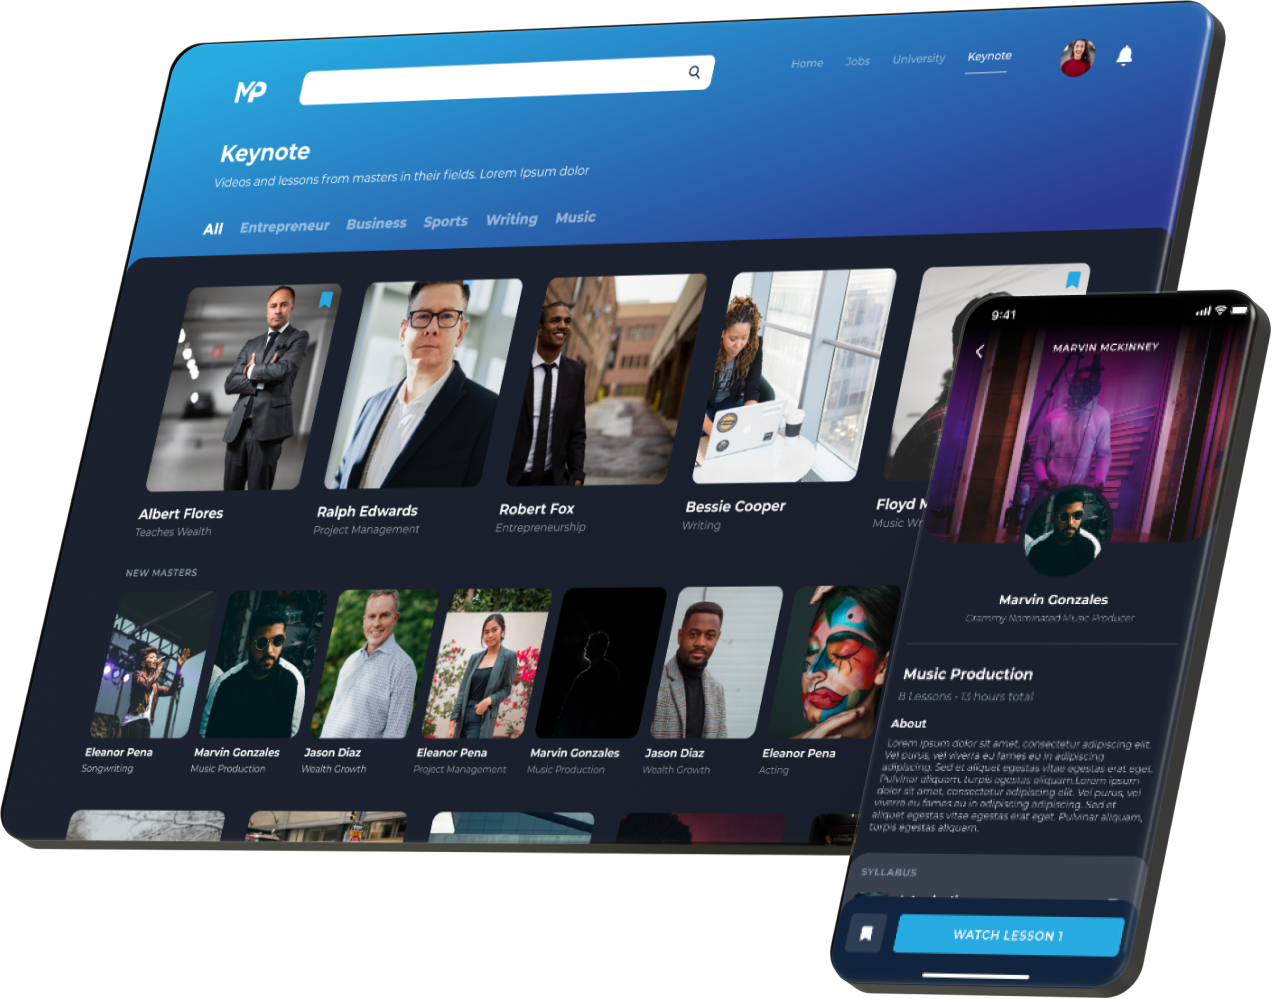 MP
Home Jobs University Keynote
Keynote
Videos and lessons from masters in their fields. Lorem Ipsum dolor
All Entrepreneur Business Sports Writing Music
Albert Flores
Teaches Wealth
Ralph Edwards
Project Management
Robert Fox
Entrepreneurship
Bessie Cooper
Writing
Floyd M
Music Wr
NEW MASTERS
Eleanor Pena
Songwriting
Marvin Gonzales
Music Production
Jason Diaz
Wealth Growth
Eleanor Pena
Project Management
Marvin Gonzales
Music Production
Jason Diaz
Wealth Growth
Eleanor Pena
Acting
9:41
MARVIN MCKINNEY
Marvin Gonzales
Grammy Nominated Music Producer
Music Production
8 Lessons • 13 hours total
About
Lorem ipsum dolor sit amet, consectetur adipiscing elit.
Vel purus, vel viverra eu fames eu in adipiscing
adipiscing. Sed et aliquet egestas vitae egestas erat eget.
Pulvinar aliquam, turpis egestas aliquam.Lorem ipsum
dolor sit amet, consectetur adipiscing elit. Vel purus, vel
viverra eu fames eu in adipiscing adipiscing. Sed et
aliquet egestas vitae egestas erat eget. Pulvinar aliquam,
turpis egestas aliquam.
SYLLABUS
WATCH LESSON 1